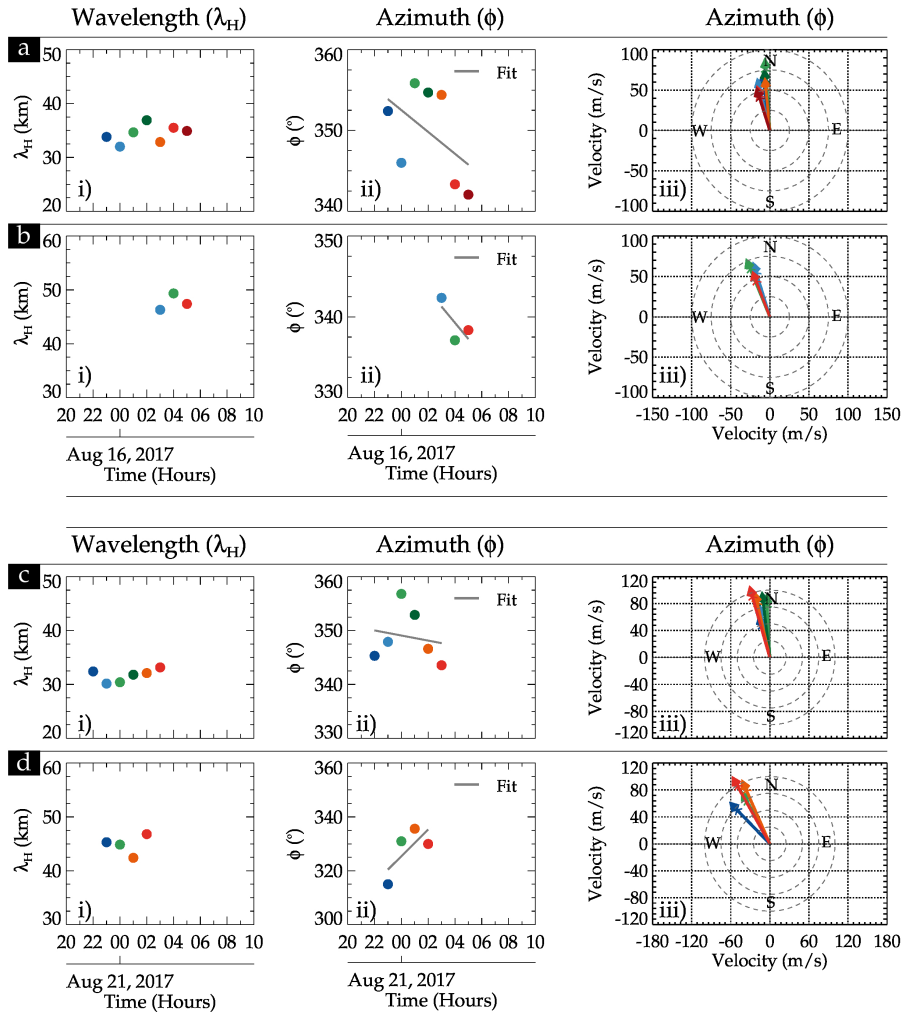 Wavelength (λH) Azimuth (ϕ) Azimuth (ϕ)
a
50 360 100
λH (km) 40 ϕ (°) 350 Velocity (m/s) 50
Fit N
30 W 0 E
-50
20 i) 340 ii) S -100 iii)
b
60 350 100
λH (km) 50 ϕ (°) 340 Velocity (m/s) 50
Fit N
40 W 0 E
-50
30 i) 330 ii) S -100 iii)
20 22 00 02 04 06 08 10 20 22 00 02 04 06 08 10 -150 -100 -50 0 50 100 150
Velocity (m/s)
Aug 16, 2017 Aug 16, 2017
Time (Hours) Time (Hours)
Wavelength (λH) Azimuth (ϕ) Azimuth (ϕ)
c
50 360 120
λH (km) 40 ϕ (°) 350 Velocity (m/s) 80
Fit N
40
30 340 W 0 E
-40
-80
20 i) 330 ii) S -120 iii)
d
60 360 120
λH (km) 50 ϕ (°) 340 Velocity (m/s) 80
Fit N
40
40 320 W 0 E
-40
-80
30 i) 300 ii) S -120 iii)
20 22 00 02 04 06 08 10 20 22 00 02 04 06 08 10 -180 -120 -60 0 60 120 180
Velocity (m/s)
Aug 21, 2017 Aug 21, 2017
Time (Hours) Time (Hours)